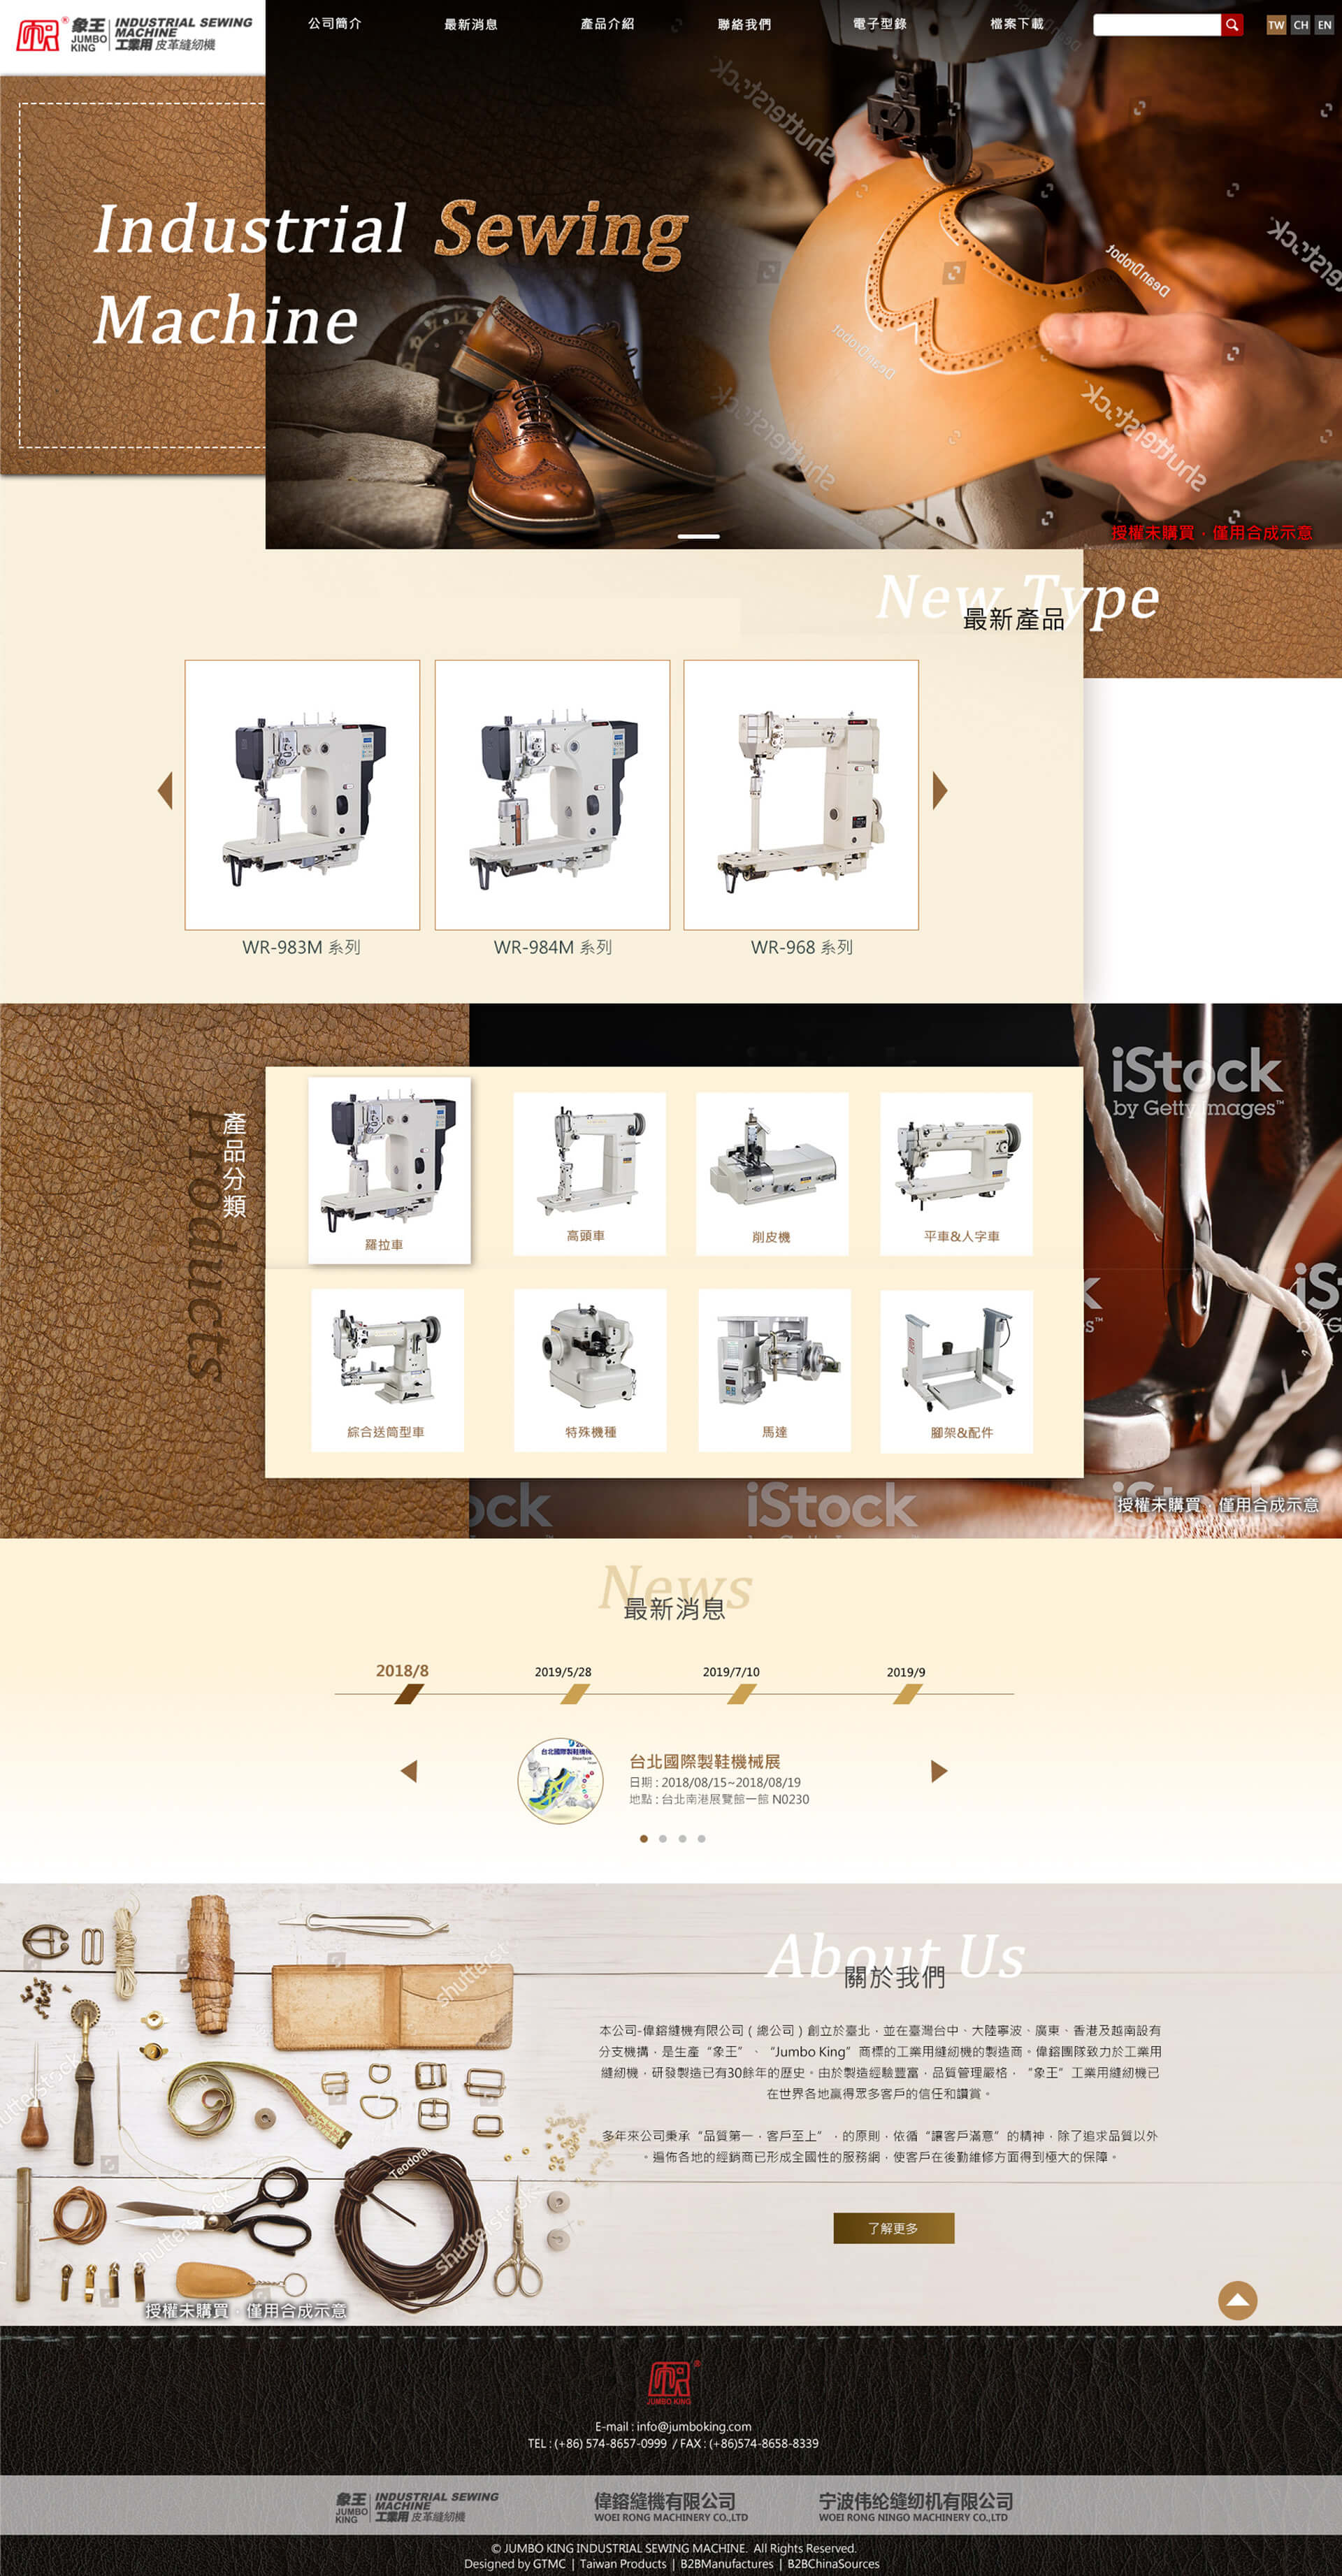 象王
JUMBO
KING
INDUSTRIAL SEWING
MACHINE
工業用 皮革縫紉機
公司簡介
最新消息
產品介紹
聯絡我們
電子型錄
檔案下載
TW CH EN
Industrial Sewing
Machine
shutterstock
DeanDrobot
授權未購買,僅用合成示意
New Type
最新產品
WR-983M 系列
WR-984M 系列
WR-968 系列
Products
產品分類
羅拉車
高頭車
削皮機
平車&人字車
綜合送筒型車
特殊機種
馬達
腳架&配件
iStock
by Getty Images™
iStock
授權未購買,僅用合成示意
News
最新消息
2018/8
2019/5/28
2019/7/10
2019/9
台北國際製鞋機械展
日期 : 2018/08/15~2018/08/19
地點 : 台北南港展覽館一館 N0230
About Us
關於我們
本公司-偉鎔縫機有限公司 ( 總公司 ) 創立於臺北,並在臺灣台中、大陸寧波、廣東、香港及越南設有
分支機搆,是生產“象王”、“Jumbo King”商標的工業用縫紉機的製造商。偉鎔團隊致力於工業用
縫紉機,研發製造已有30餘年的歷史。由於製造經驗豐富,品質管理嚴格,“象王”工業用縫紉機已
在世界各地贏得眾多客戶的信任和讚賞。
多年來公司秉承“品質第一,客戶至上”,的原則,依循“讓客戶滿意”的精神,除了追求品質以外
。遍佈各地的經銷商已形成全國性的服務網,使客戶在後勤維修方面得到極大的保障。
了解更多
shutterstock
Teodora
授權未購買,僅用合成示意
JUMBO KING
E-mail : info@jumboking.com
TEL : (+86) 574-8657-0999 / FAX : (+86)574-8658-8339
象王
JUMBO
KING
INDUSTRIAL SEWING
MACHINE
工業用 皮革縫紉機
偉鎔縫機有限公司
WOEI RONG MACHINERY CO.,LTD
宁波伟纶缝纫机有限公司
WOEI RONG NINGO MACHINERY CO.,LTD
© JUMBO KING INDUSTRIAL SEWING MACHINE. All Rights Reserved.
Designed by GTMC | Taiwan Products | B2BManufactures | B2BChinaSources